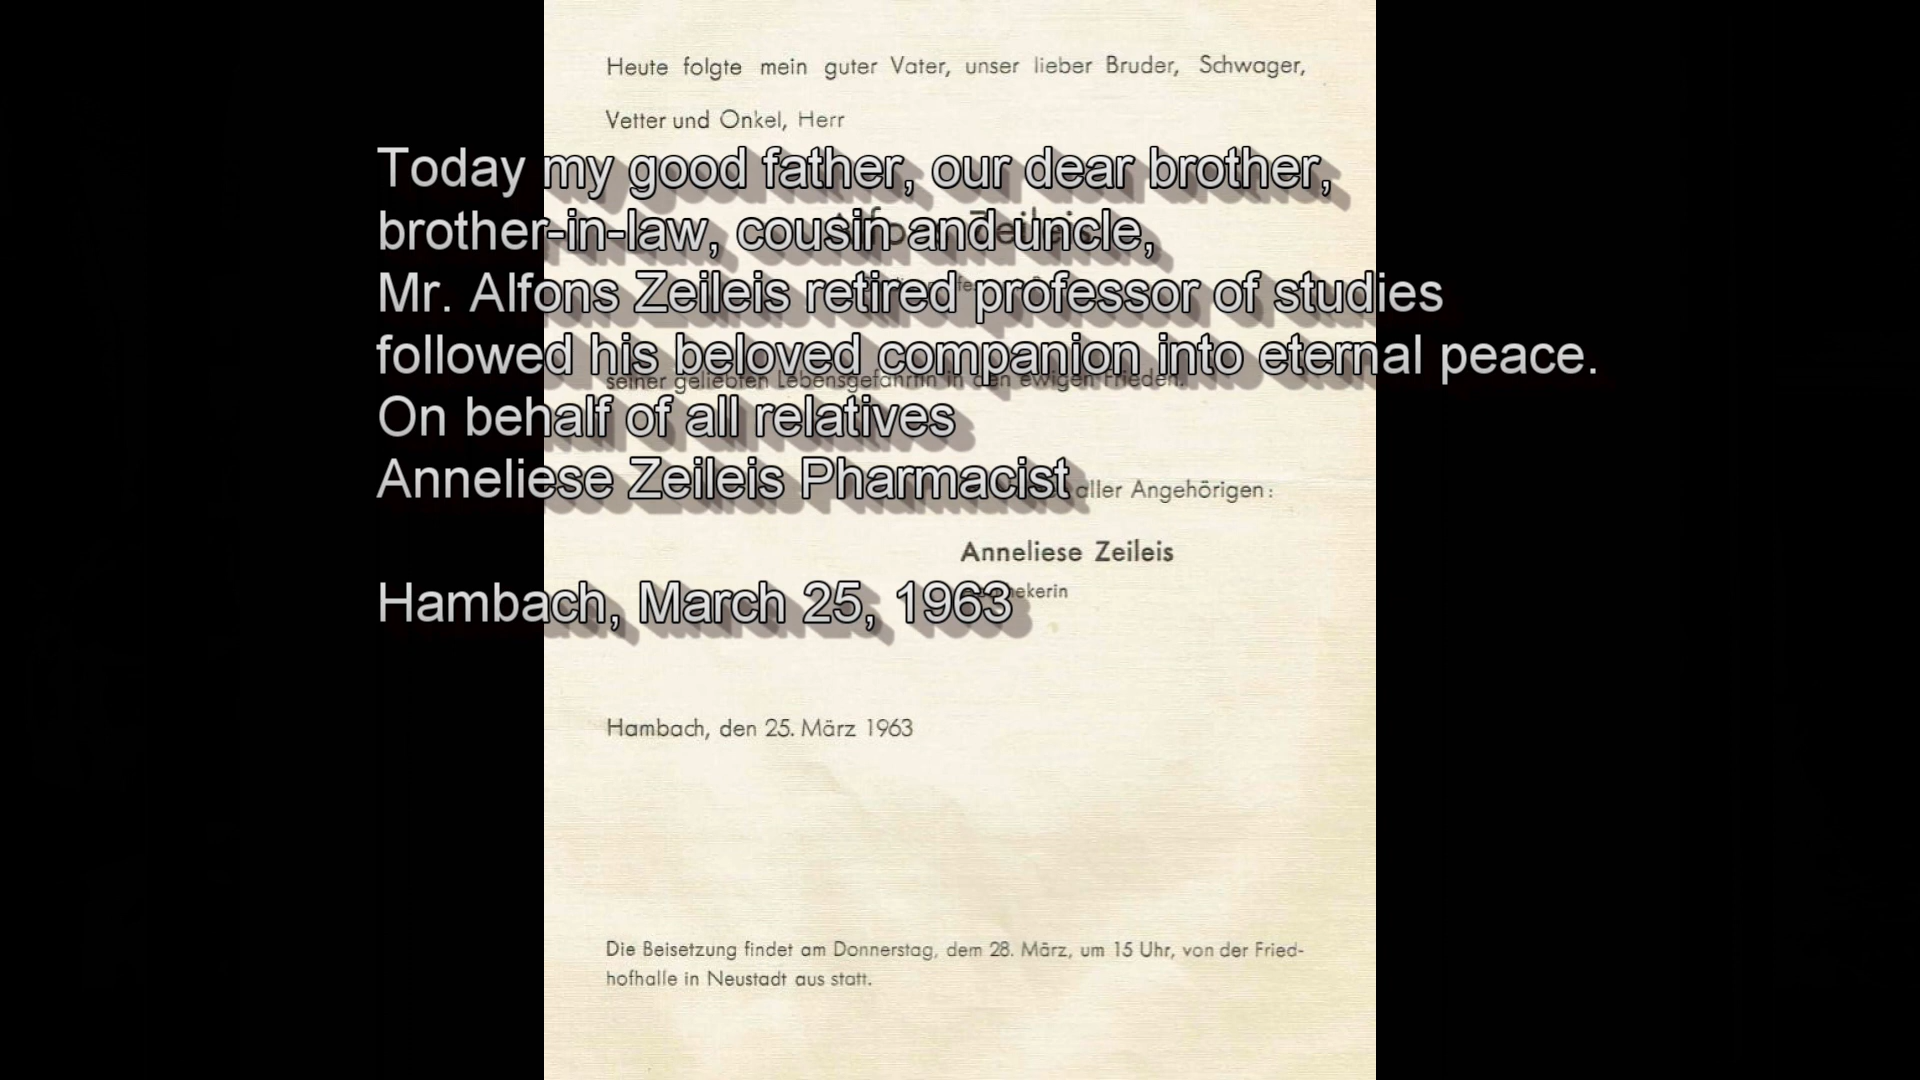 Heute folgte mein guter Vater, unser lieber Bruder, Schwager,
Vetter und Onkel, Herr
Today my good father, our dear brother,
brother-in-law, cousin and uncle,
Mr. Alfons Zeileis retired professor of studies
followed his beloved companion into eternal peace.
seiner geliebten Lebensgefährtin in den ewigen Frieden.
On behalf of all relatives
Anneliese Zeileis Pharmacist
aller Angehörigen:
Anneliese Zeileis
Hambach, March 25, 1963
Hambach, den 25. März 1963
Die Beisetzung findet am Donnerstag, dem 28. März, um 15 Uhr, von der Fried-
hofhalle in Neustadt aus statt.